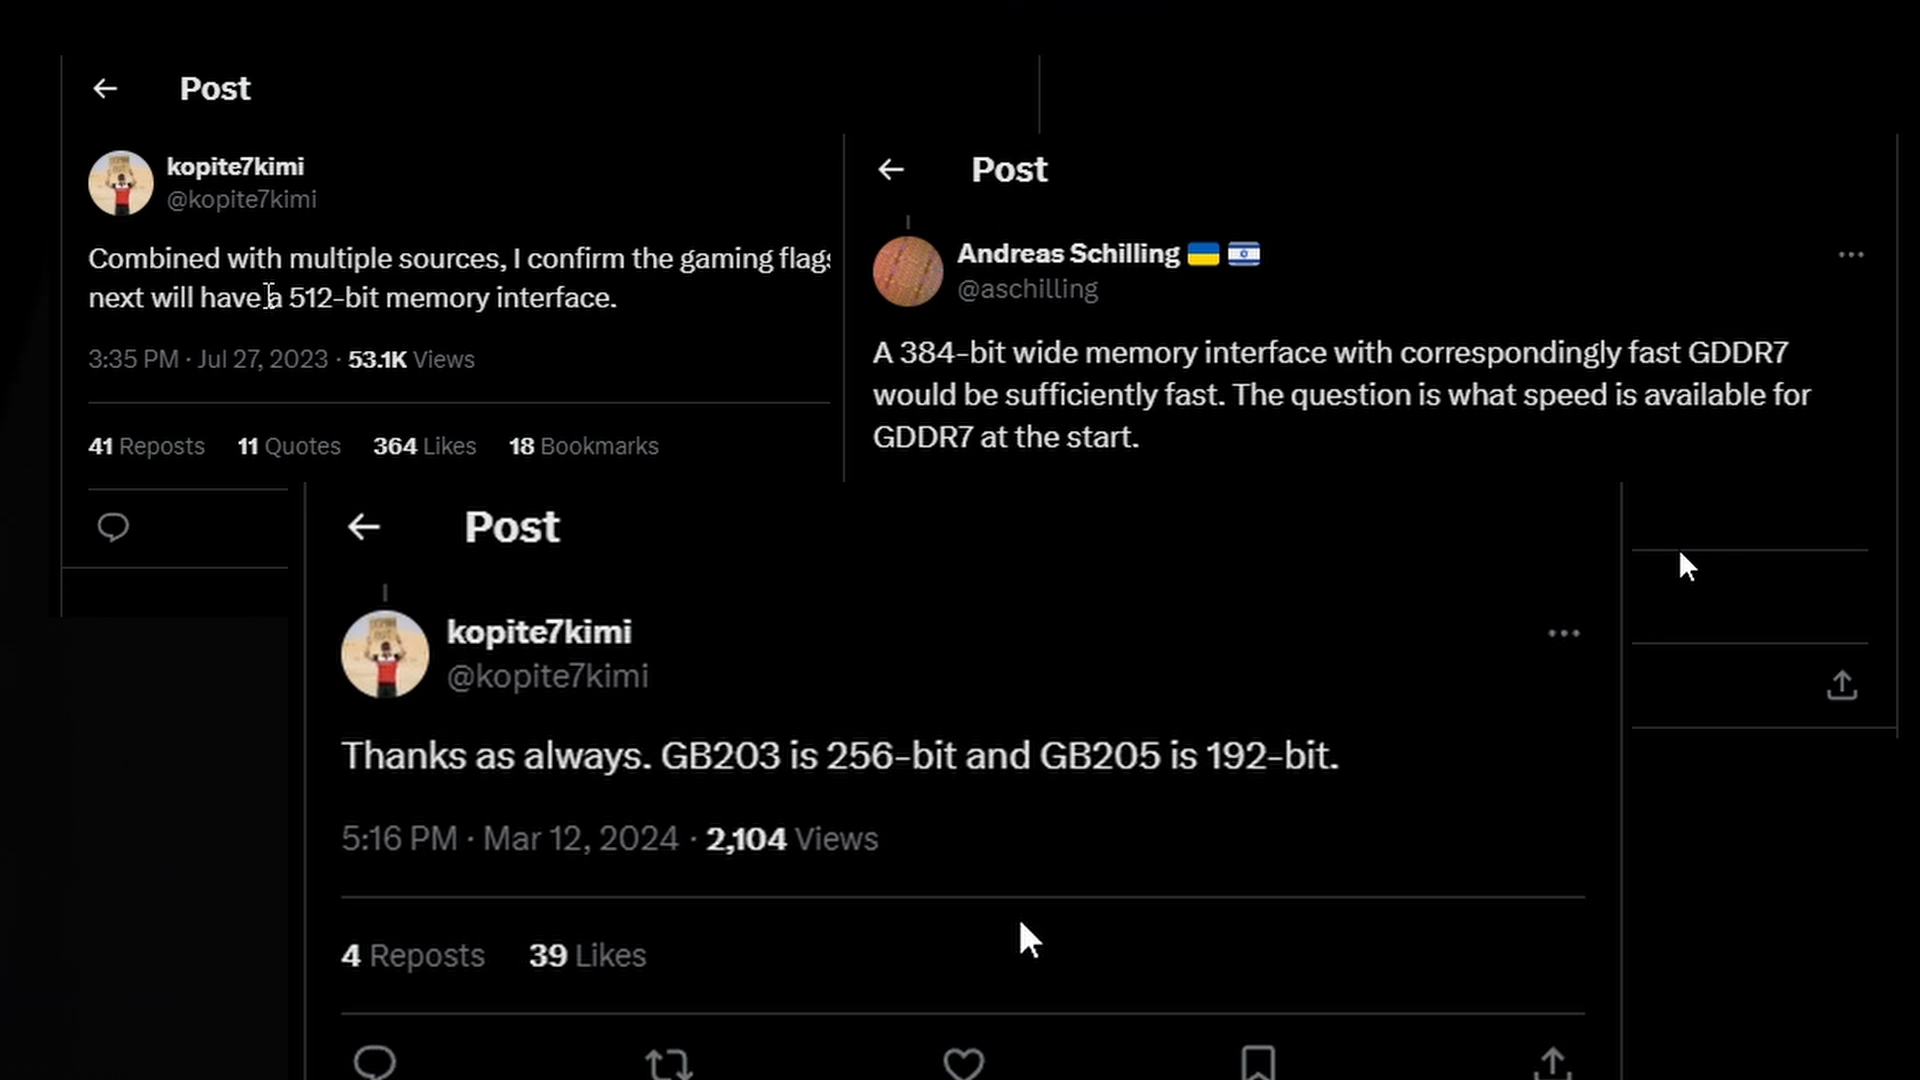 Post
kopite7kimi
@kopite7kimi
Combined with multiple sources, I confirm the gaming flags
next will have a 512-bit memory interface.
3:35 PM · Jul 27, 2023 · 53.1K Views
41 Reposts 11 Quotes 364 Likes 18 Bookmarks
Post
Andreas Schilling
@aschilling
A 384-bit wide memory interface with correspondingly fast GDDR7
would be sufficiently fast. The question is what speed is available for
GDDR7 at the start.
Post
kopite7kimi
@kopite7kimi
Thanks as always. GB203 is 256-bit and GB205 is 192-bit.
5:16 PM · Mar 12, 2024 · 2,104 Views
4 Reposts 39 Likes